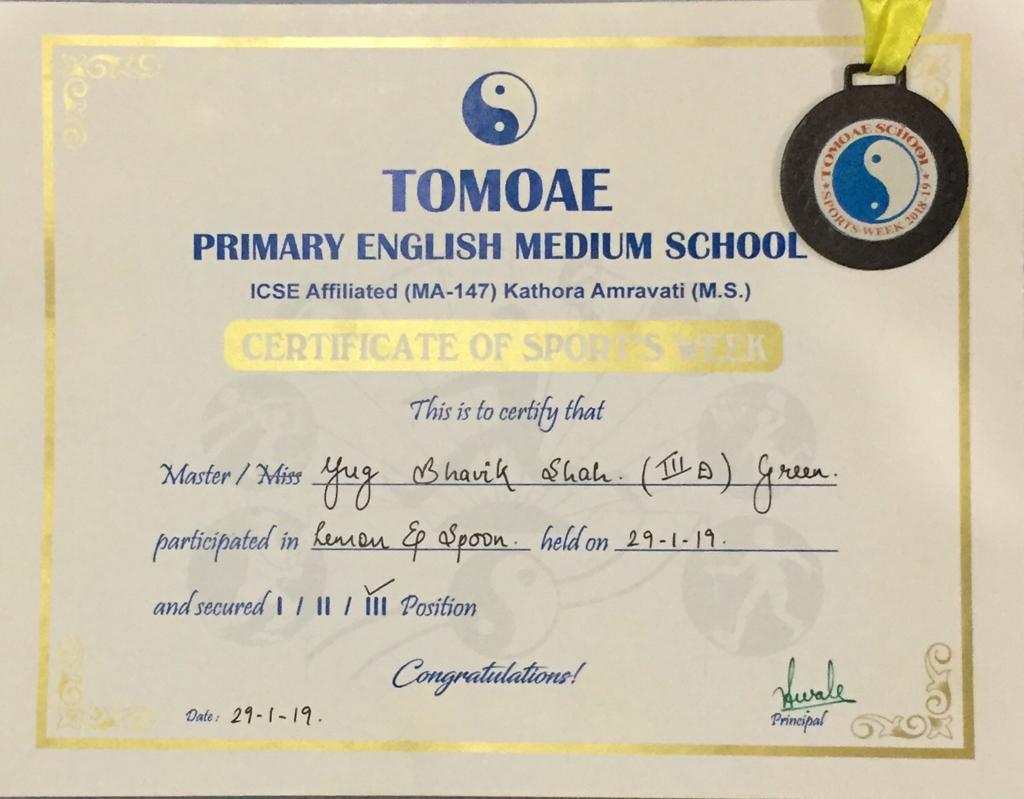 TOMOAE
PRIMARY ENGLISH MEDIUM SCHOOL
ICSE Affiliated (MA-147) Kathora Amravati (M.S.)
CERTIFICATE OF SPORT'S WEEK
This is to certify that
Master / Miss Yug Bhavik Shah. (III B) Green.
participated in Lemon & Spoon. held on 29-1-19.
and secured I / II / III Position
Congratulations!
Date: 29-1-19.
Principal
TOMOAE SCHOOL
SPORTS WEEK 2018-19